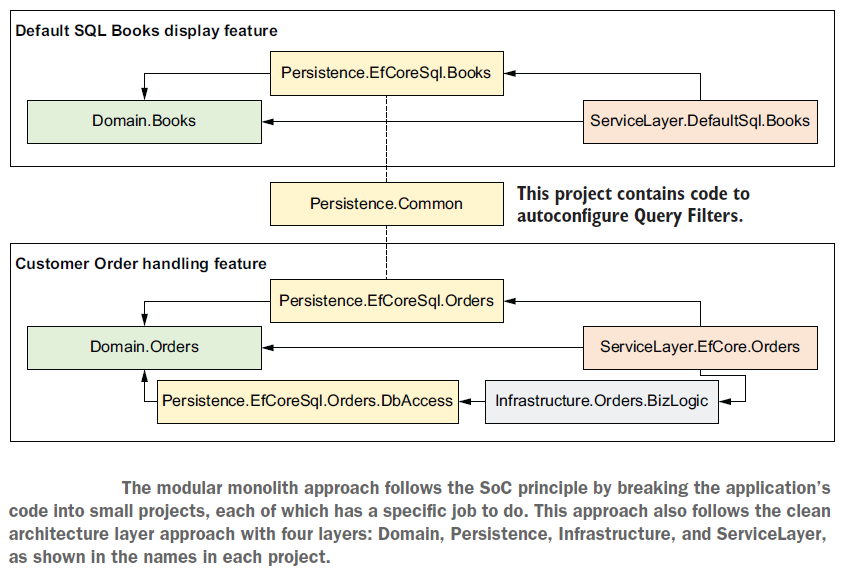 Default SQL Books display feature
Persistence.EfCoreSql.Books
Domain.Books
ServiceLayer.DefaultSql.Books
Persistence.Common
This project contains code to
autoconfigure Query Filters.
Customer Order handling feature
Persistence.EfCoreSql.Orders
Domain.Orders
ServiceLayer.EfCore.Orders
Persistence.EfCoreSql.Orders.DbAccess
Infrastructure.Orders.BizLogic
The modular monolith approach follows the SoC principle by breaking the application's
code into small projects, each of which has a specific job to do. This approach also follows the clean
architecture layer approach with four layers: Domain, Persistence, Infrastructure, and ServiceLayer,
as shown in the names in each project.